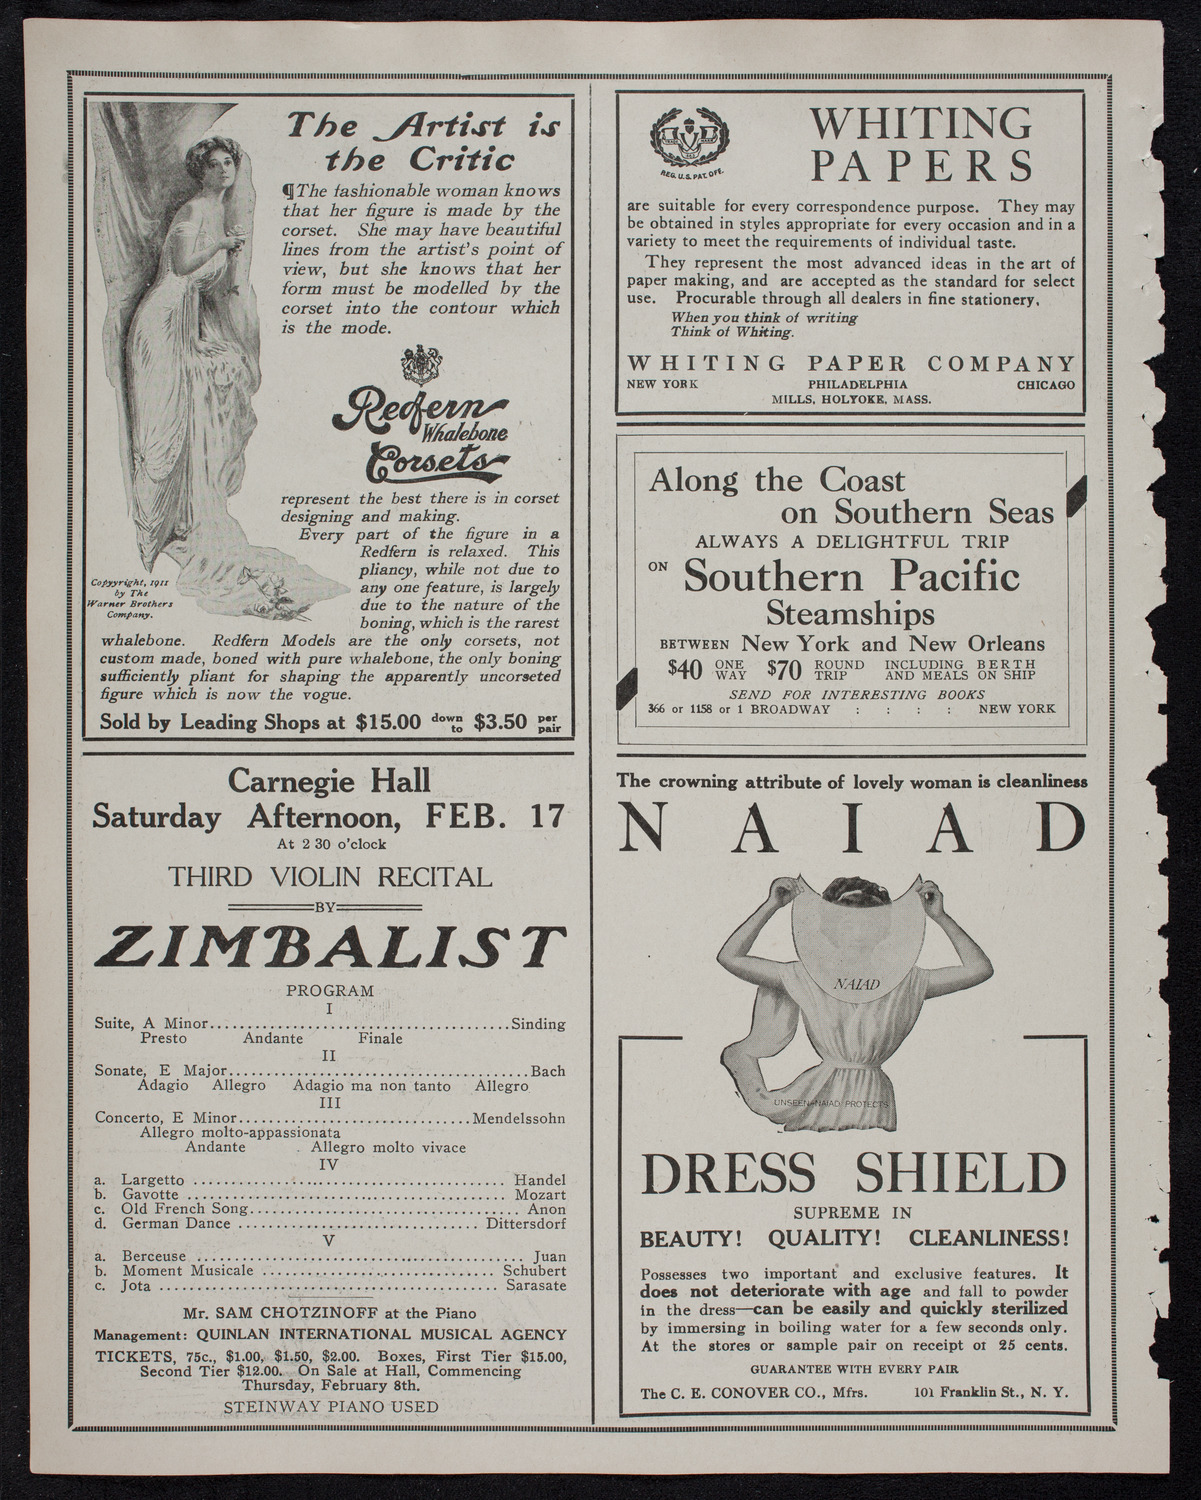 The Artist is
the Critic
¶The fashionable woman knows
that her figure is made by the
corset. She may have beautiful
lines from the artist's point of
view, but she knows that her
form must be modelled by the
corset into the contour which
is the mode.
Redfern
Whalebone
Corsets
represent the best there is in corset
designing and making.
Every part of the figure in a
Redfern is relaxed. This
pliancy, while not due to
any one feature, is largely
due to the nature of the
boning, which is the rarest
Copyright, 1911
by The
Warner Brothers
Company.
whalebone. Redfern Models are the only corsets, not
custom made, boned with pure whalebone, the only boning
sufficiently pliant for shaping the apparently uncorseted
figure which is now the vogue.
Sold by Leading Shops at $15.00 down to $3.50 per pair
Carnegie Hall
Saturday Afternoon, FEB. 17
At 2 30 o'clock
THIRD VIOLIN RECITAL
BY
ZIMBALIST
PROGRAM
I
Suite, A Minor........................................Sinding
Presto Andante Finale
II
Sonate, E Major........................................Bach
Adagio Allegro Adagio ma non tanto Allegro
III
Concerto, E Minor...............................Mendelssohn
Allegro molto-appassionata
Andante . Allegro molto vivace
IV
a. Largetto .......................................... Handel
b. Gavotte .......................................... Mozart
c. Old French Song..................................... Anon
d. German Dance ................................ Dittersdorf
V
a. Berceuse ............................................. Juan
b. Moment Musicale ............................... Schubert
c. Jota .............................................. Sarasate
Mr. SAM CHOTZINOFF at the Piano
Management: QUINLAN INTERNATIONAL MUSICAL AGENCY
TICKETS, 75c., $1.00, $1.50, $2.00. Boxes, First Tier $15.00,
Second Tier $12.00. On Sale at Hall, Commencing
Thursday, February 8th.
STEINWAY PIANO USED
REG. U.S. PAT. OFF.
WHITING
PAPERS
are suitable for every correspondence purpose. They may
be obtained in styles appropriate for every occasion and in a
variety to meet the requirements of individual taste.
They represent the most advanced ideas in the art of
paper making, and are accepted as the standard for select
use. Procurable through all dealers in fine stationery.
When you think of writing
Think of Whiting.
WHITING PAPER COMPANY
NEW YORK PHILADELPHIA CHICAGO
MILLS, HOLYOKE, MASS.
Along the Coast
on Southern Seas
ALWAYS A DELIGHTFUL TRIP
ON Southern Pacific
Steamships
BETWEEN New York and New Orleans
$40 ONE WAY $70 ROUND TRIP INCLUDING BERTH AND MEALS ON SHIP
SEND FOR INTERESTING BOOKS
366 or 1158 or 1 BROADWAY : : : : NEW YORK
The crowning attribute of lovely woman is cleanliness
NAIAD
NAIAD
UNSEEN-NAIAD PROTECTS
DRESS SHIELD
SUPREME IN
BEAUTY! QUALITY! CLEANLINESS!
Possesses two important and exclusive features. It
does not deteriorate with age and fall to powder
in the dress—can be easily and quickly sterilized
by immersing in boiling water for a few seconds only.
At the stores or sample pair on receipt of 25 cents.
GUARANTEE WITH EVERY PAIR
The C. E. CONOVER CO., Mfrs. 101 Franklin St., N. Y.